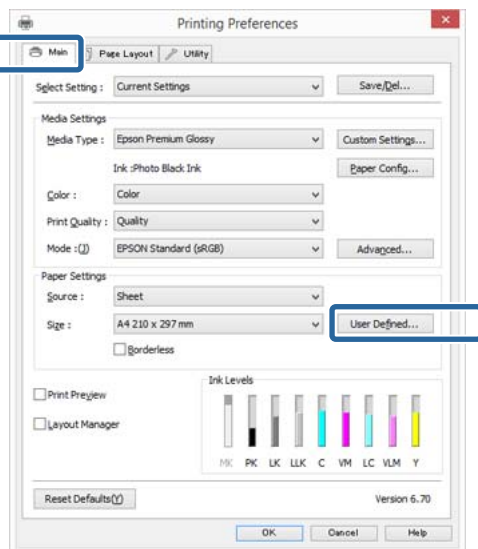 Printing Preferences
Main Page Layout Utility
Select Setting : Current Settings Save/Del...
Media Settings
Media Type : Epson Premium Glossy Custom Settings...
Ink :Photo Black Ink Paper Config...
Color : Color
Print Quality : Quality
Mode :(J) EPSON Standard (sRGB) Advanced...
Paper Settings
Source : Sheet
Size : A4 210 x 297 mm User Defined...
Borderless
Ink Levels
Print Preview
Layout Manager
MK PK LK LLK C VM LC VLM Y
Reset Defaults(Y) Version 6.70
OK Cancel Help